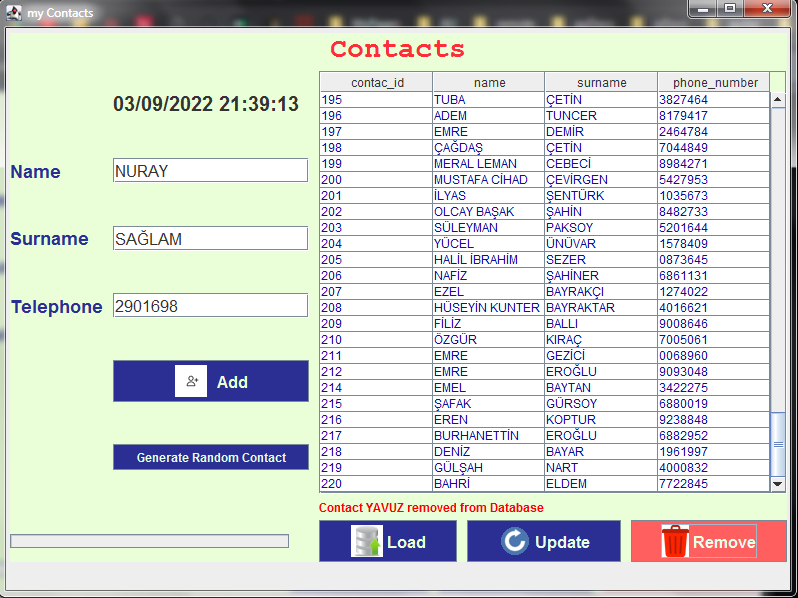 my Contacts
Contacts
03/09/2022 21:39:13
Name NURAY
Surname SAĞLAM
Telephone 2901698
Add
Generate Random Contact
contac_id name surname phone_number
195 TUBA ÇETİN 3827464
196 ADEM TUNCER 8179417
197 EMRE DEMİR 2464784
198 ÇAĞDAŞ ÇETİN 7044849
199 MERAL LEMAN CEBECİ 8984271
200 MUSTAFA CİHAD ÇEVİRGEN 5427953
201 İLYAS ŞENTÜRK 1035673
202 OLCAY BAŞAK ŞAHİN 8482733
203 SÜLEYMAN PAKSOY 5201644
204 YÜCEL ÜNÜVAR 1578409
205 HALİL İBRAHİM SEZER 0873645
206 NAFİZ ŞAHİNER 6861131
207 EZEL BAYRAKÇI 1274022
208 HÜSEYİN KUNTER BAYRAKTAR 4016621
209 FİLİZ BALLI 9008646
210 ÖZGÜR KIRAÇ 7005061
211 EMRE GEZİCİ 0068960
212 EMRE EROĞLU 9093048
214 EMEL BAYTAN 3422275
215 ŞAFAK GÜRSOY 6880019
216 EREN KOPTUR 9238848
217 BURHANETTİN EROĞLU 6882952
218 DENİZ BAYAR 1961997
219 GÜLŞAH NART 4000832
220 BAHRİ ELDEM 7722845
Contact YAVUZ removed from Database
Load Update Remove